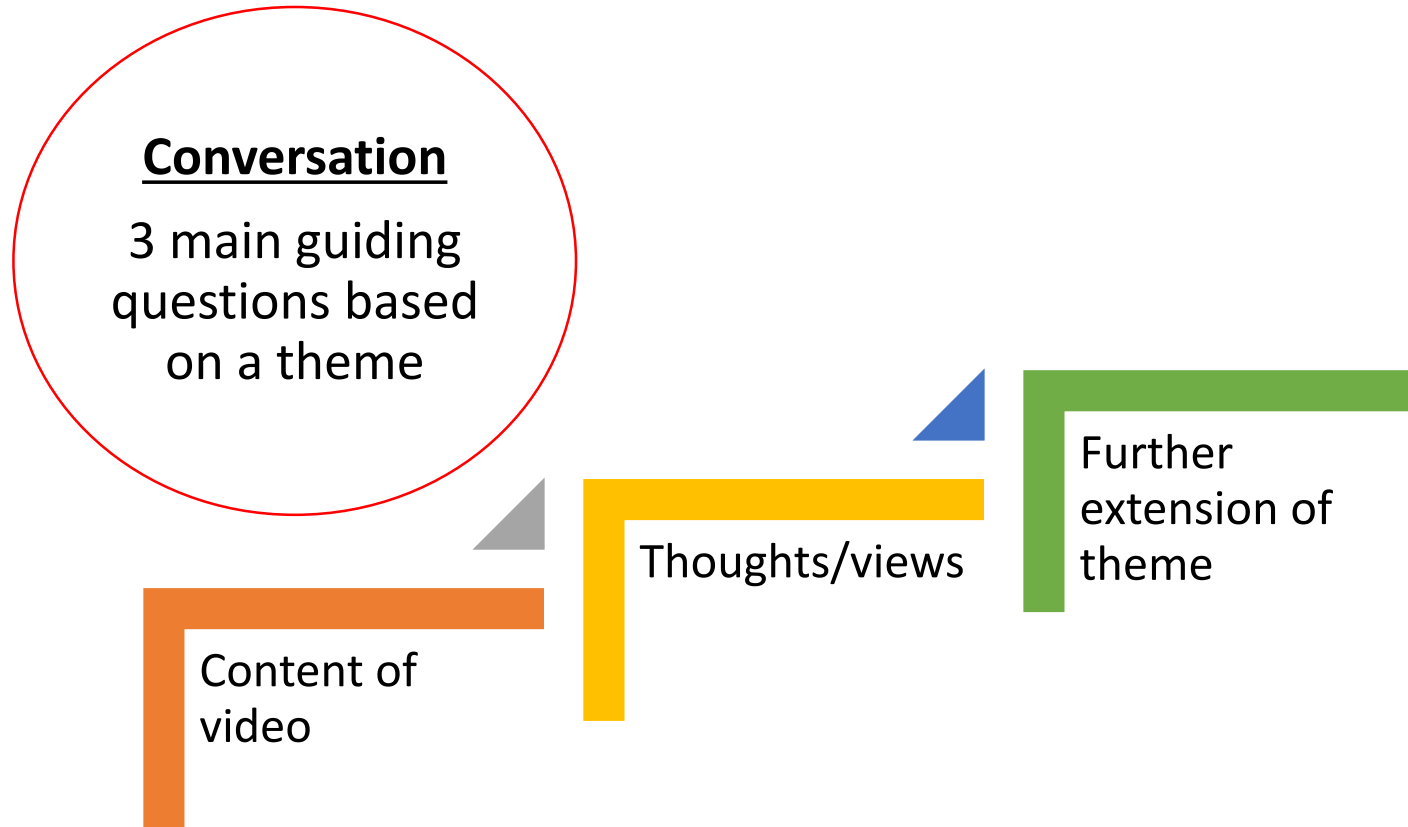 Conversation
3 main guiding
questions based
on a theme
Content of
video
Thoughts/views
Further
extension of
theme